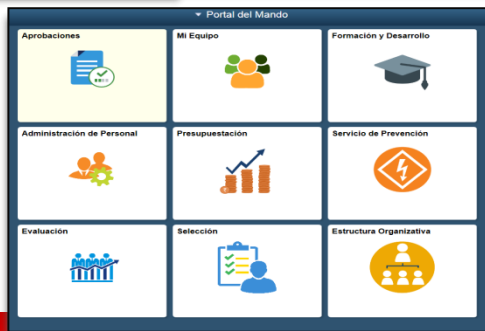 Portal del Mando
Aprobaciones
Mi Equipo
Formación y Desarrollo
Administración de Personal
Presupuestación
Servicio de Prevención
Evaluación
Selección
Estructura Organizativa